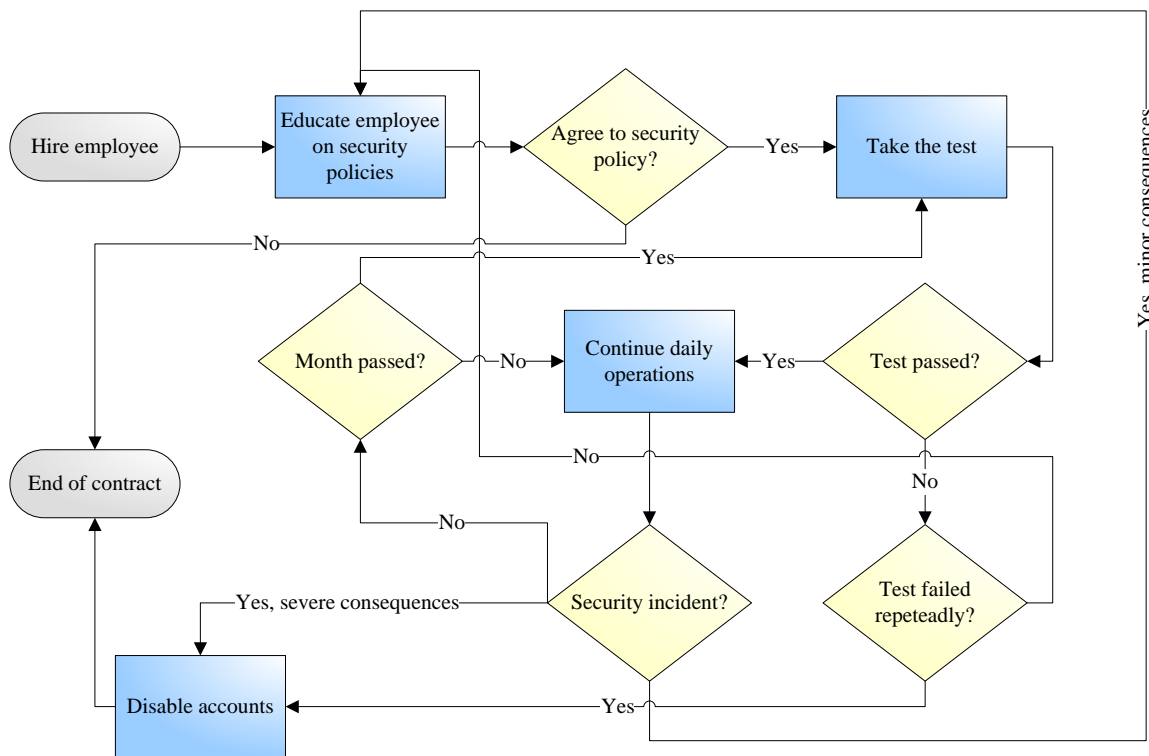 Hire employee
Educate employee
on security
policies
Agree to security
policy?
Yes
Take the test
Yes, minor consequences
No
Yes
Month passed?
No
Continue daily
operations
Yes
Test passed?
No
No
End of contract
No
Yes, severe consequences
Security incident?
Test failed
repeteadly?
Disable accounts
Yes